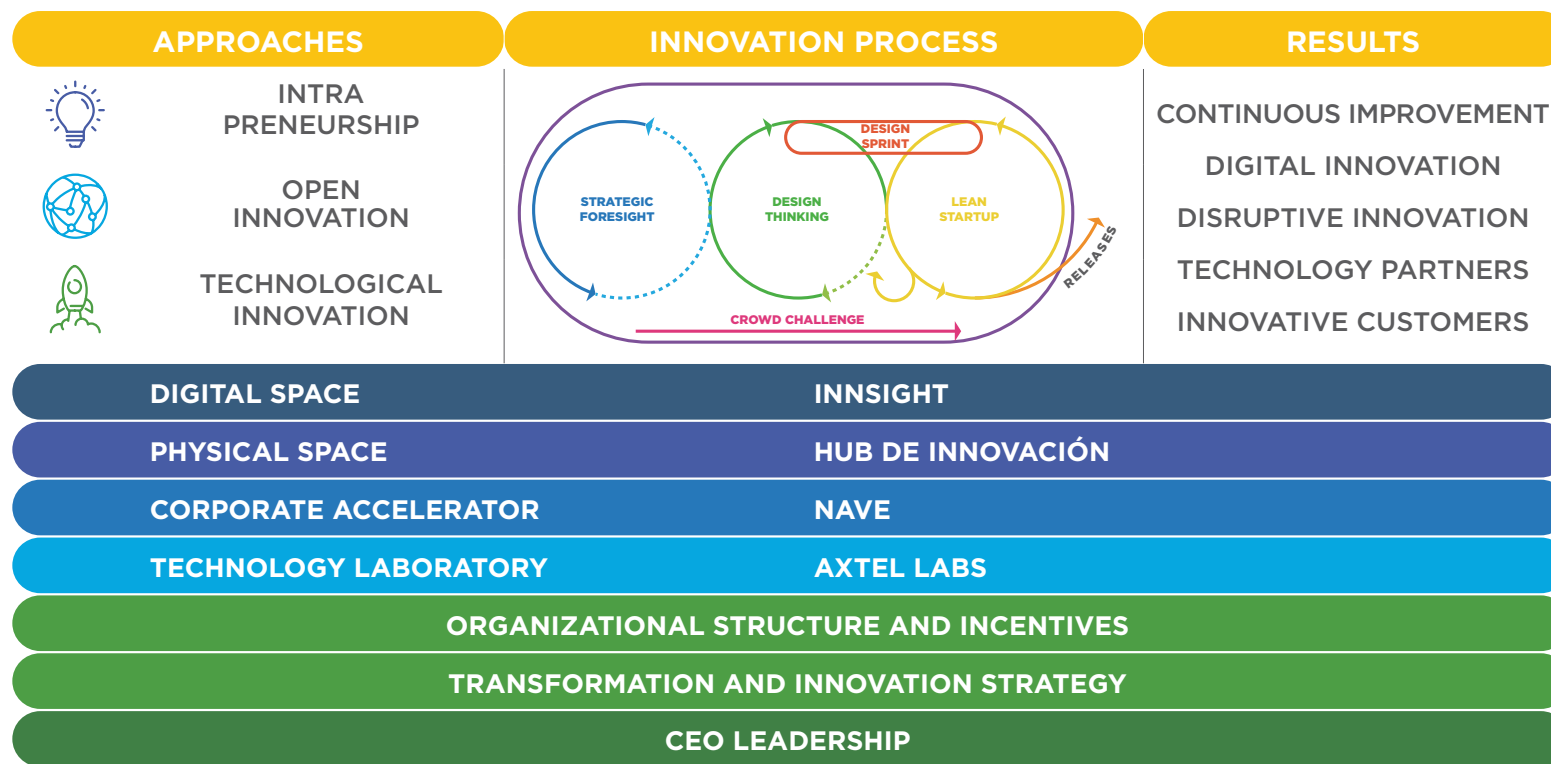 APPROACHES
INNOVATION PROCESS
RESULTS
INTRA
PRENEURSHIP
OPEN
INNOVATION
TECHNOLOGICAL
INNOVATION
DESIGN
SPRINT
STRATEGIC
FORESIGHT
DESIGN
THINKING
LEAN
STARTUP
RELEASES
CROWD CHALLENGE
CONTINUOUS IMPROVEMENT
DIGITAL INNOVATION
DISRUPTIVE INNOVATION
TECHNOLOGY PARTNERS
INNOVATIVE CUSTOMERS
DIGITAL SPACE
INNSIGHT
PHYSICAL SPACE
HUB DE INNOVACIÓN
CORPORATE ACCELERATOR
NAVE
TECHNOLOGY LABORATORY
AXTEL LABS
ORGANIZATIONAL STRUCTURE AND INCENTIVES
TRANSFORMATION AND INNOVATION STRATEGY
CEO LEADERSHIP